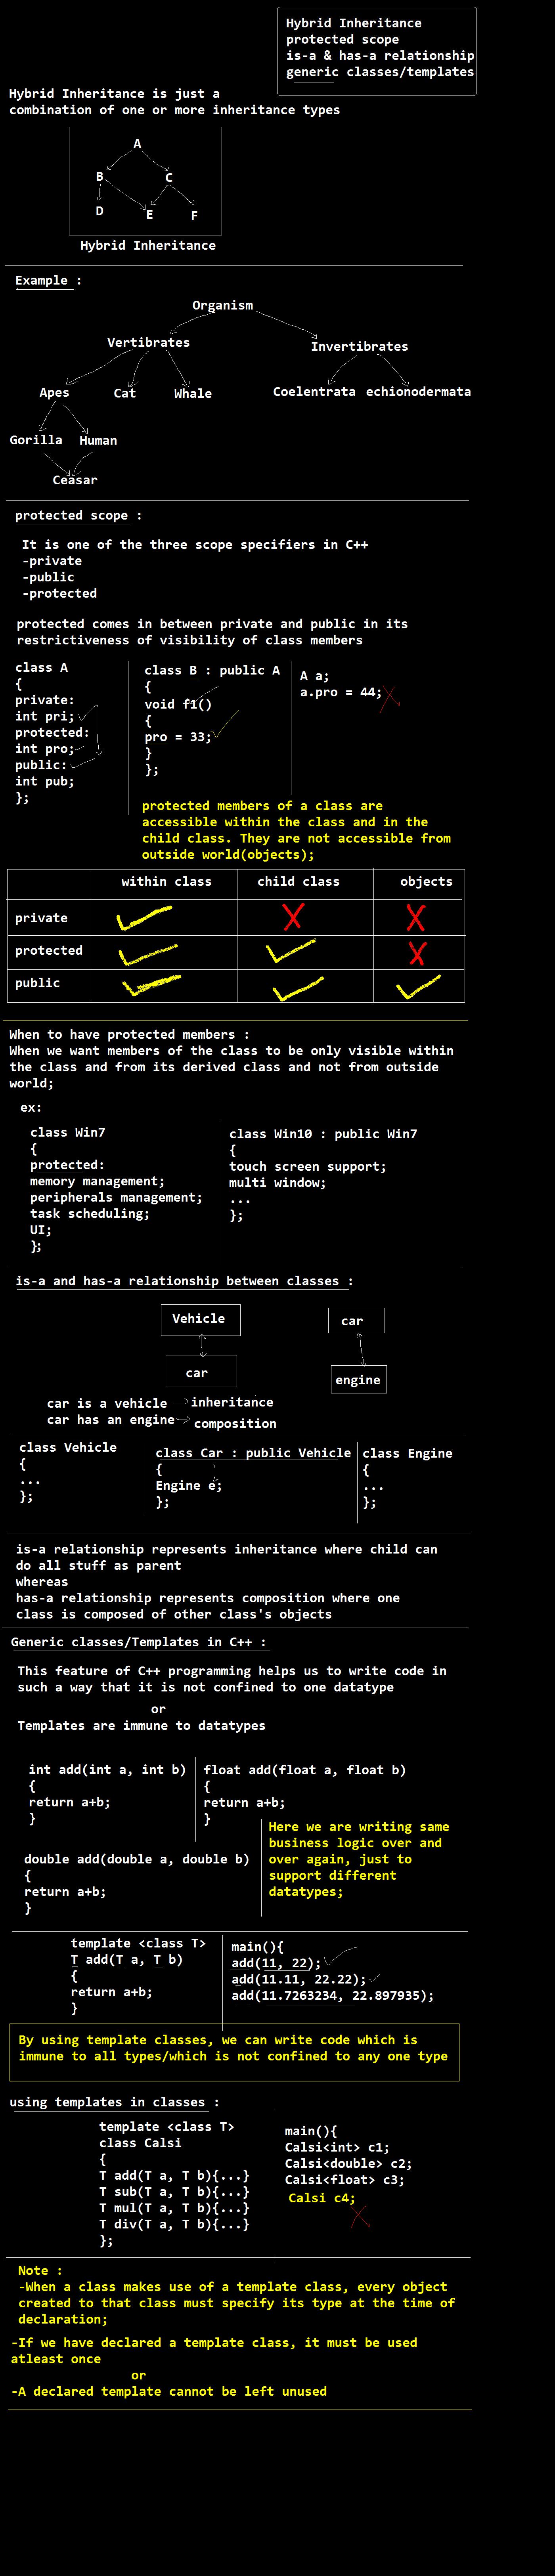 Hybrid Inheritance
protected scope
is-a & has-a relationship
generic classes/templates
Hybrid Inheritance is just a
combination of one or more inheritance types
A
B C
D E F
Hybrid Inheritance
Example :
Organism
Vertibrates Invertibrates
Apes Cat Whale Coelentrata echionodermata
Gorilla Human
Ceasar
protected scope :
It is one of the three scope specifiers in C++
-private
-public
-protected
protected comes in between private and public in its
restrictiveness of visibility of class members
class A
{
private:
int pri;
protected:
int pro;
public:
int pub;
};
class B : public A
{
void f1()
{
pro = 33;
}
};
A a;
a.pro = 44;
protected members of a class are
accessible within the class and in the
child class. They are not accessible from
outside world(objects);
within class child class objects
private
protected
public
When to have protected members :
When we want members of the class to be only visible within
the class and from its derived class and not from outside
world;
ex:
class Win7
{
protected:
memory management;
peripherals management;
task scheduling;
UI;
};
class Win10 : public Win7
{
touch screen support;
multi window;
...
};
is-a and has-a relationship between classes :
Vehicle car
car engine
car is a vehicle inheritance
car has an engine composition
class Vehicle
{
...
};
class Car : public Vehicle
{
Engine e;
};
class Engine
{
...
};
is-a relationship represents inheritance where child can
do all stuff as parent
whereas
has-a relationship represents composition where one
class is composed of other class's objects
Generic classes/Templates in C++ :
This feature of C++ programming helps us to write code in
such a way that it is not confined to one datatype
or
Templates are immune to datatypes
int add(int a, int b)
{
return a+b;
}
float add(float a, float b)
{
return a+b;
}
double add(double a, double b)
{
return a+b;
}
Here we are writing same
business logic over and
over again, just to
support different
datatypes;
template <class T>
T add(T a, T b)
{
return a+b;
}
main(){
add(11, 22);
add(11.11, 22.22);
add(11.7263234, 22.897935);
By using template classes, we can write code which is
immune to all types/which is not confined to any one type
using templates in classes :
template <class T>
class Calsi
{
T add(T a, T b){...}
T sub(T a, T b){...}
T mul(T a, T b){...}
T div(T a, T b){...}
};
main(){
Calsi<int> c1;
Calsi<double> c2;
Calsi<float> c3;
Calsi c4;
Note :
-When a class makes use of a template class, every object
created to that class must specify its type at the time of
declaration;
-If we have declared a template class, it must be used
atleast once
or
-A declared template cannot be left unused